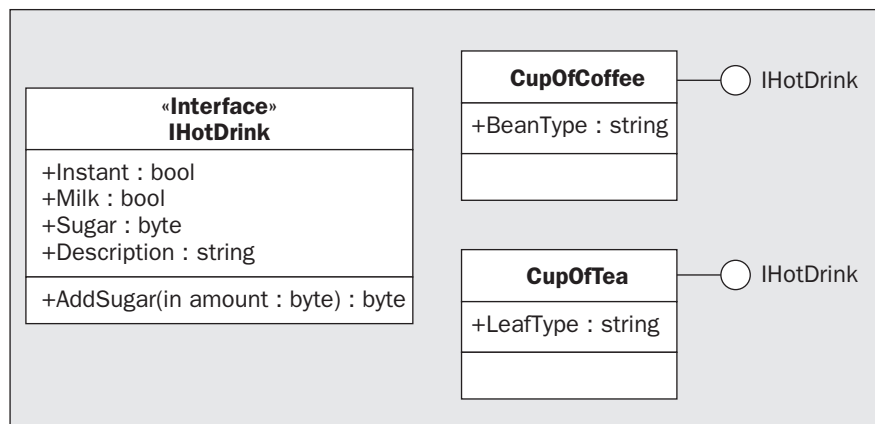 «Interface»
IHotDrink
+Instant : bool
+Milk : bool
+Sugar : byte
+Description : string
+AddSugar(in amount : byte) : byte
CupOfCoffee
IHotDrink
+BeanType : string
CupOfTea
IHotDrink
+LeafType : string